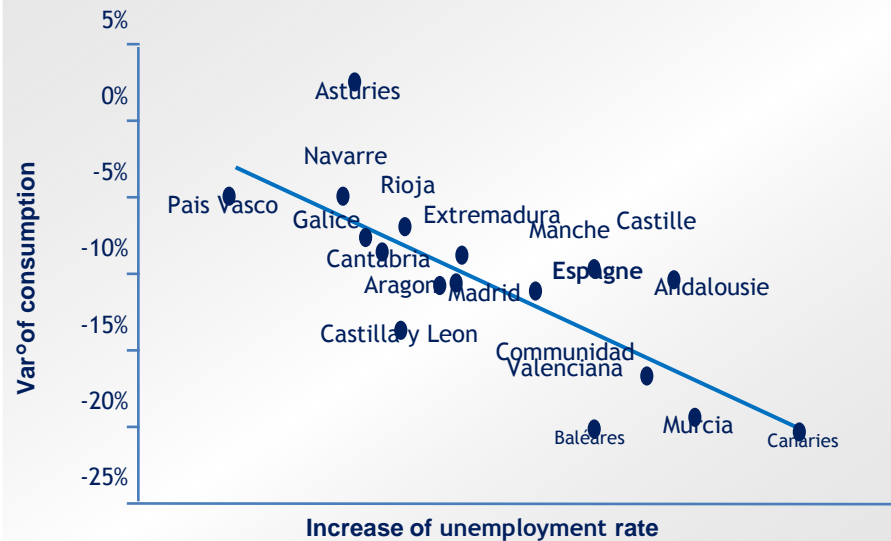 5%
0%
-5%
-10%
-15%
-20%
-25%
Var°of consumption
Asturies
Navarre
Rioja
Pais Vasco
Galice
Extremadura
Manche
Castille
Cantabria
Espagne
Aragon
Madrid
Andalousie
Castilla y Leon
Communidad
Valenciana
Baléares
Murcia
Canaries
Increase of unemployment rate